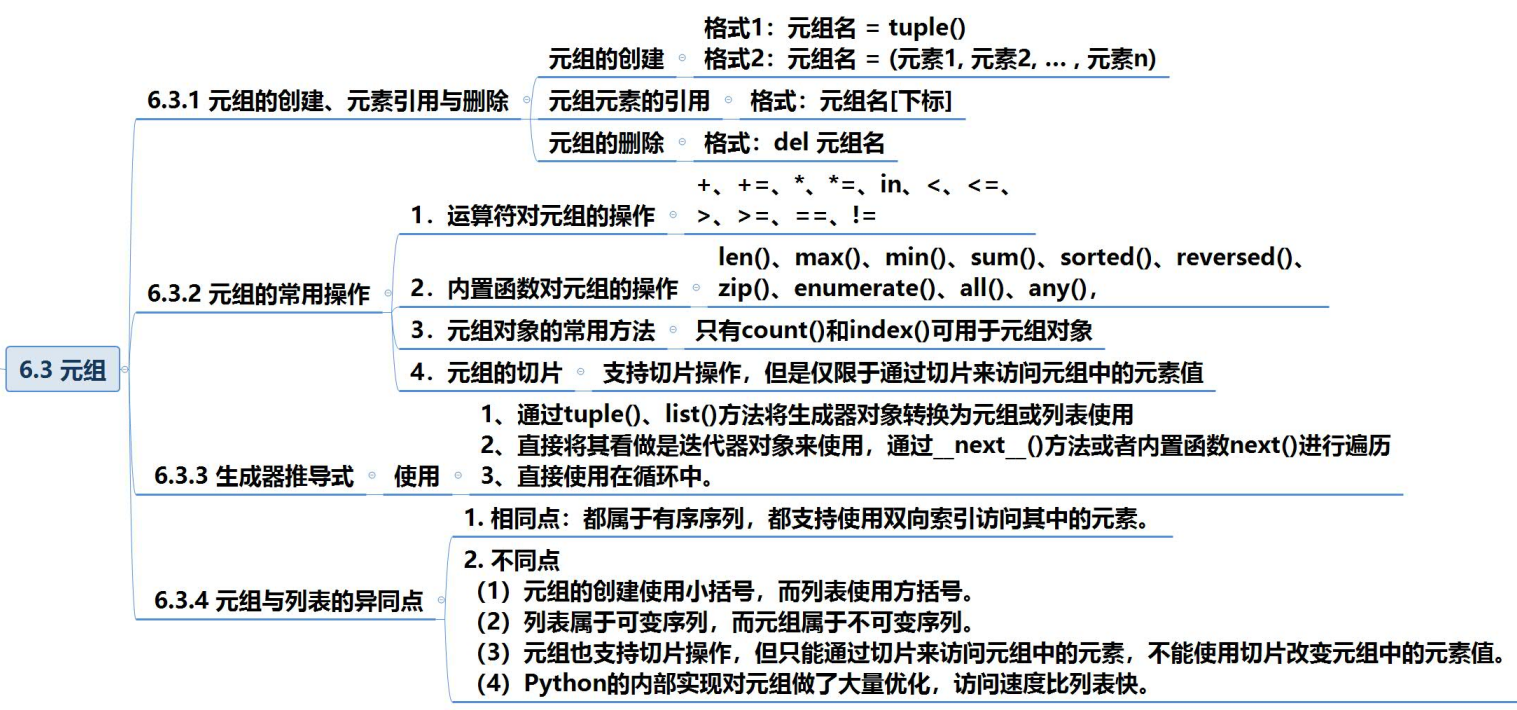 6.3 元组
6.3.1 元组的创建、元素引用与删除
元组的创建
格式1：元组名 = tuple()
格式2：元组名 = (元素1, 元素2, … , 元素n)
元组元素的引用
格式：元组名[下标]
元组的删除
格式：del 元组名
6.3.2 元组的常用操作
1．运算符对元组的操作
+、+=、*、*=、in、<、<=、
>、>=、==、!=
2．内置函数对元组的操作
len()、max()、min()、sum()、sorted()、reversed()、
zip()、enumerate()、all()、any()，
3．元组对象的常用方法
只有count()和index()可用于元组对象
4．元组的切片
支持切片操作，但是仅限于通过切片来访问元组中的元素值
6.3.3 生成器推导式
使用
1、通过tuple()、list()方法将生成器对象转换为元组或列表使用
2、直接将其看做是迭代器对象来使用，通过__next__()方法或者内置函数next()进行遍历
3、直接使用在循环中。
6.3.4 元组与列表的异同点
1. 相同点：都属于有序序列，都支持使用双向索引访问其中的元素。
2. 不同点
（1）元组的创建使用小括号，而列表使用方括号。
（2）列表属于可变序列，而元组属于不可变序列。
（3）元组也支持切片操作，但只能通过切片来访问元组中的元素，不能使用切片改变元组中的元素值。
（4）Python的内部实现对元组做了大量优化，访问速度比列表快。